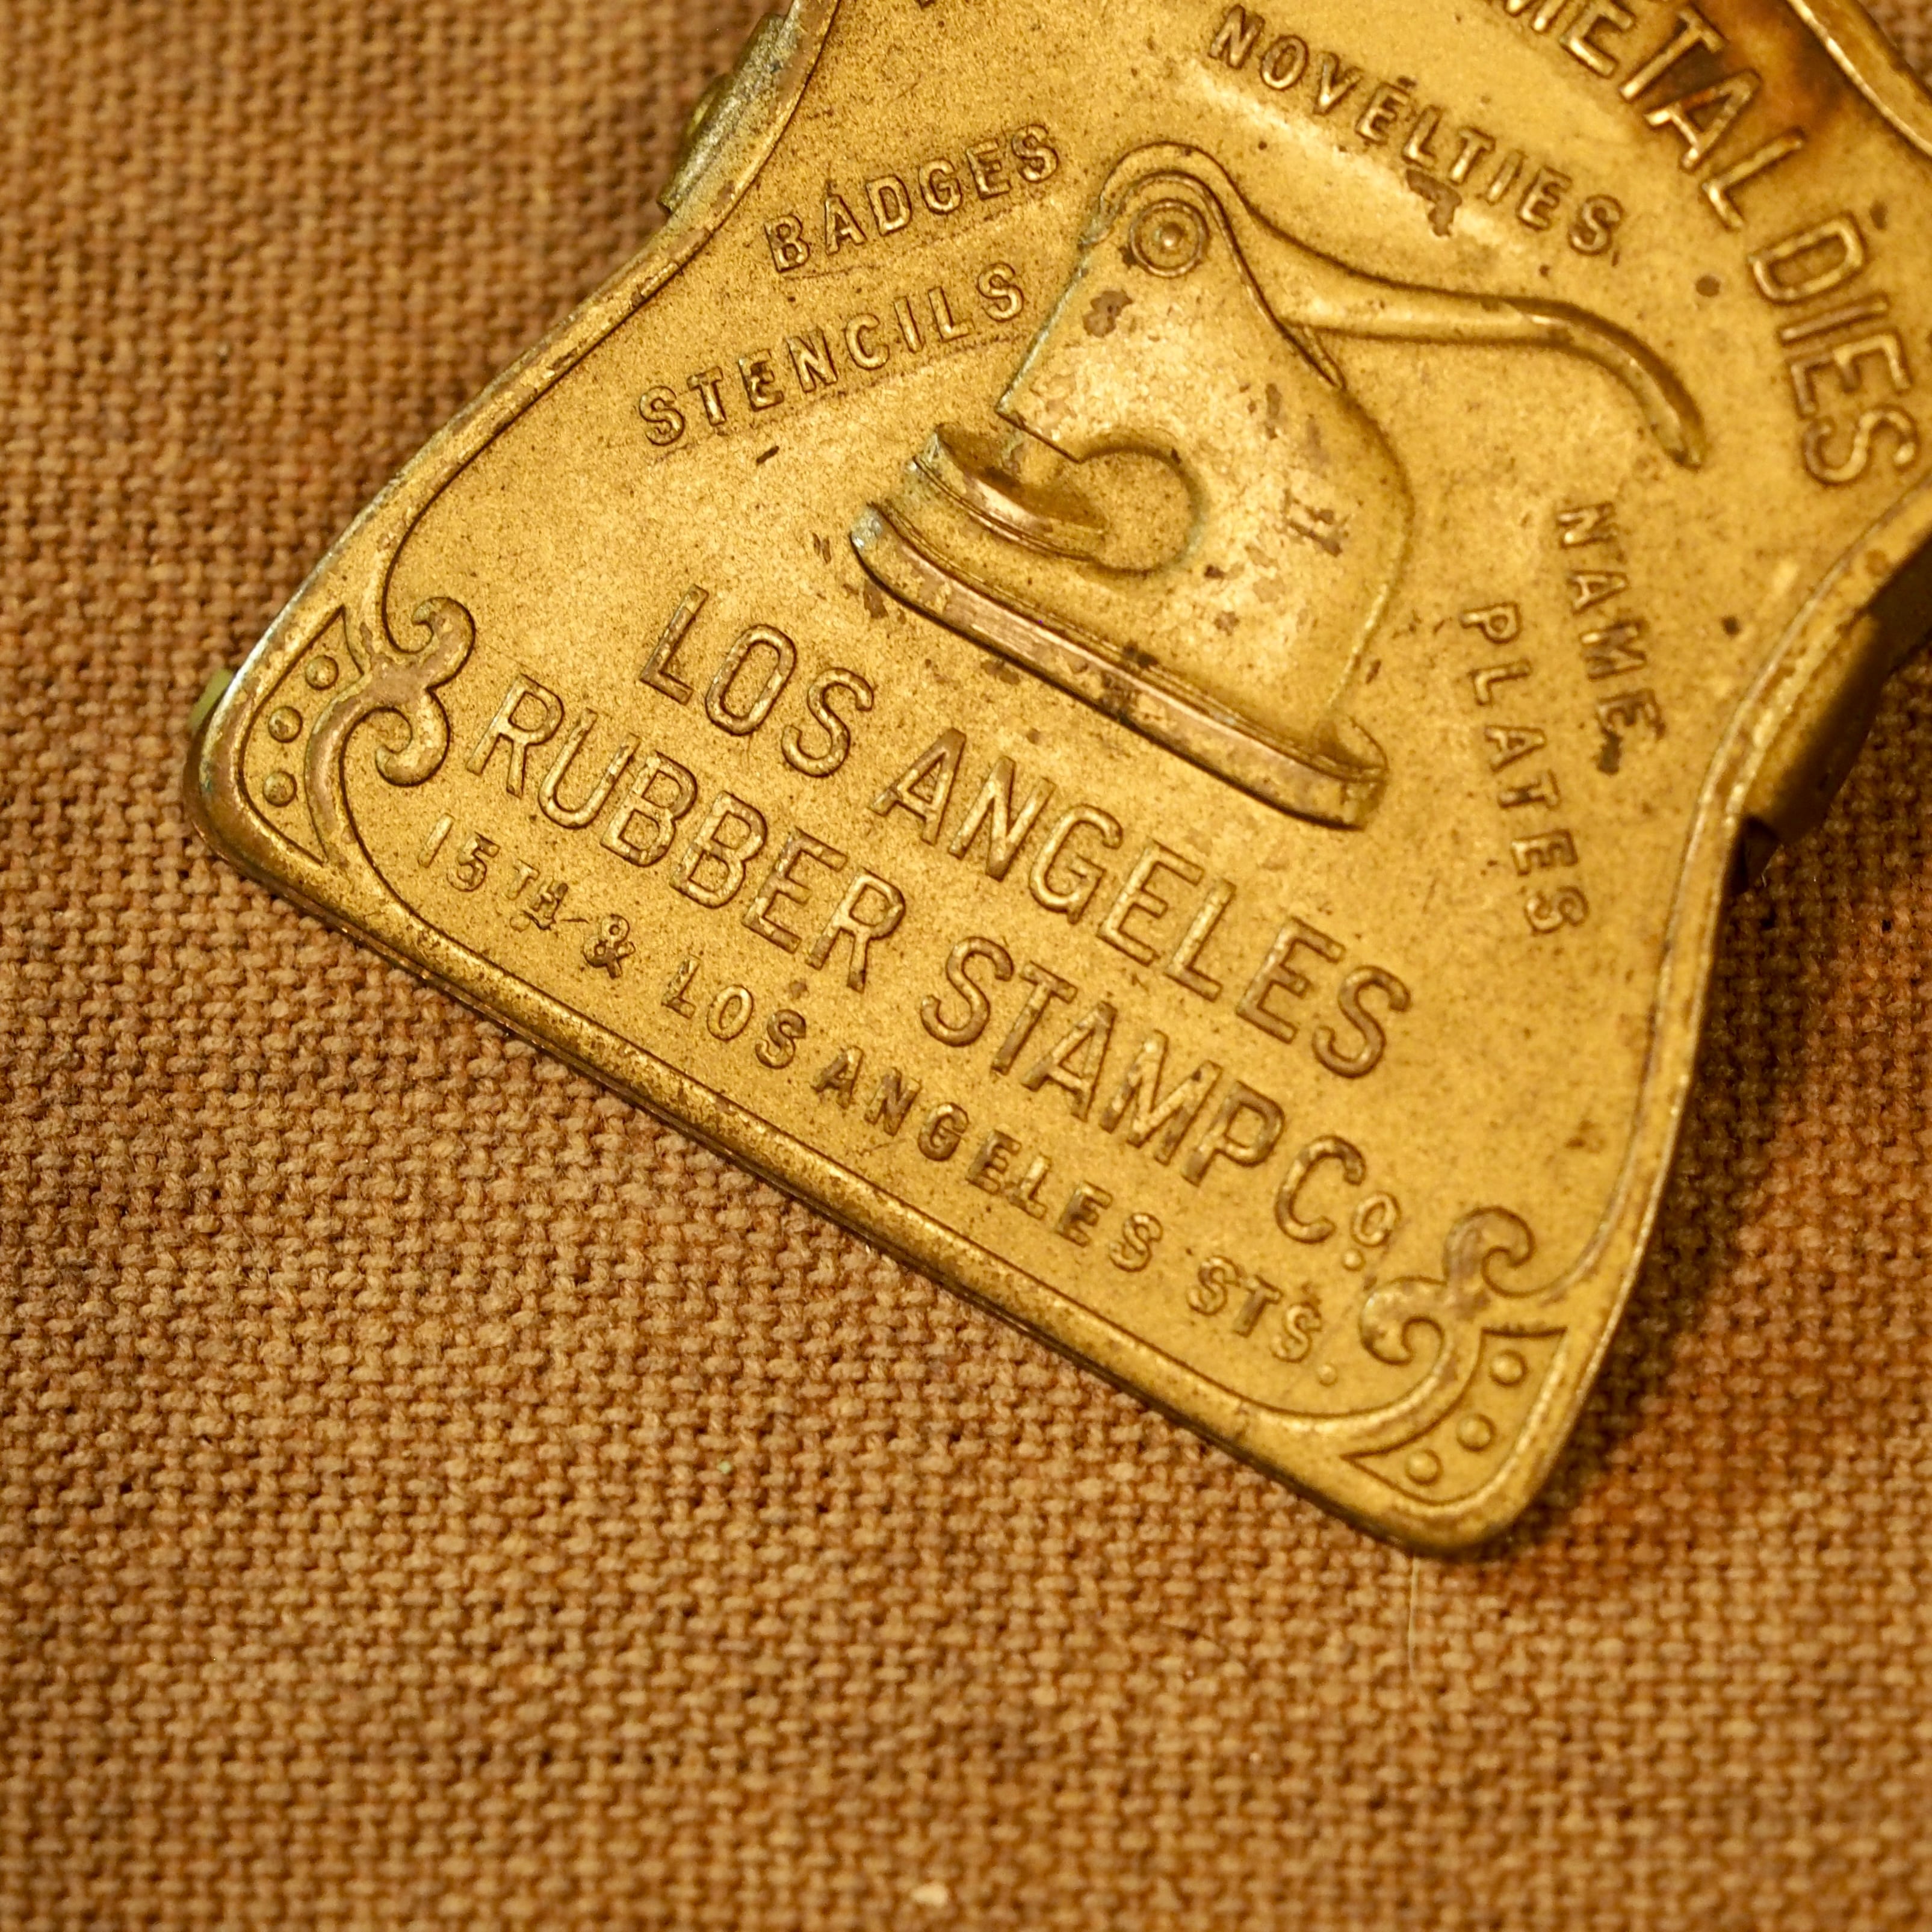 METAL DIES
NOVELTIES
BADGES
STENCILS
NAME
PLATES
LOS ANGELES
RUBBER STAMP Co.
15TH & LOS ANGELES STS.